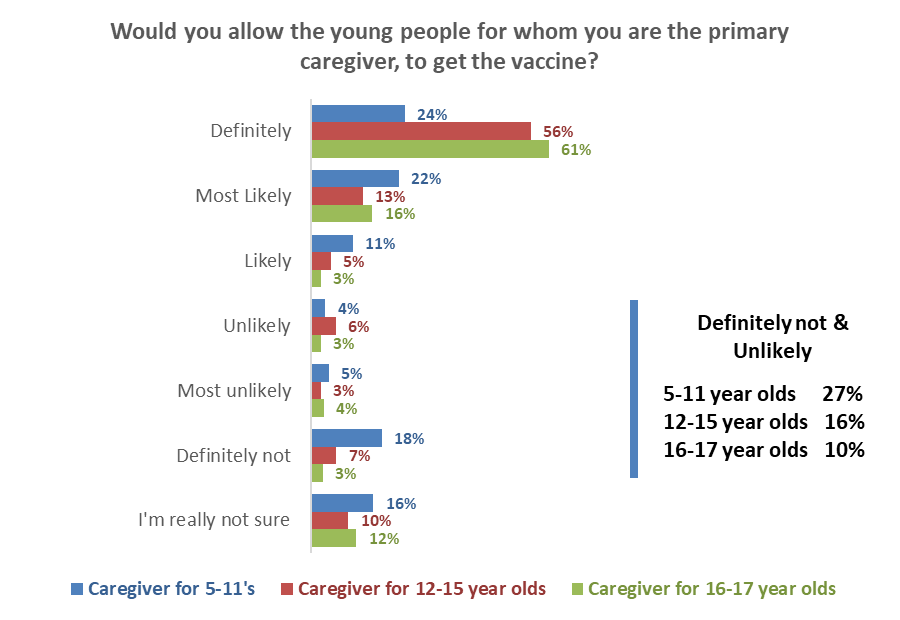 Would you allow the young people for whom you are the primary
caregiver, to get the vaccine?
Definitely
24%
56%
61%
Most Likely
22%
13%
16%
Likely
11%
5%
3%
Unlikely
4%
6%
3%
Most unlikely
5%
3%
4%
Definitely not
18%
7%
3%
I'm really not sure
16%
10%
12%
Definitely not &
Unlikely
5-11 year olds 27%
12-15 year olds 16%
16-17 year olds 10%
Caregiver for 5-11's Caregiver for 12-15 year olds Caregiver for 16-17 year olds